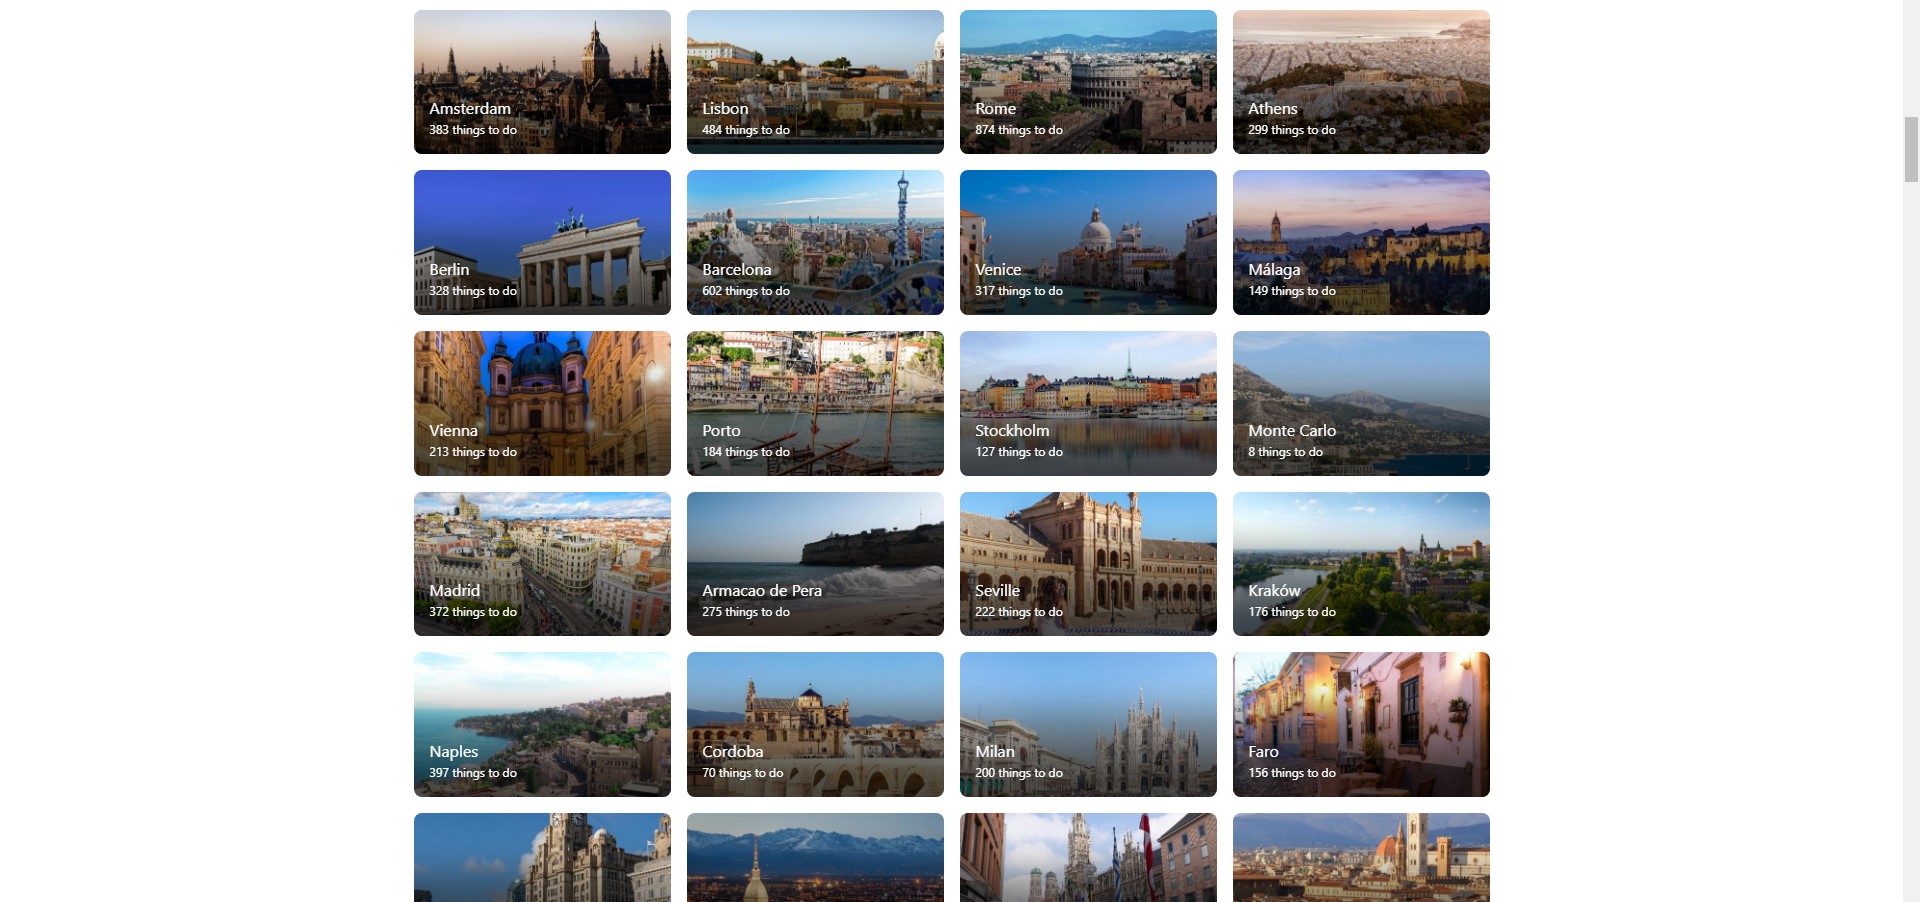 Amsterdam
383 things to do
Lisbon
484 things to do
Rome
874 things to do
Athens
299 things to do
Berlin
328 things to do
Barcelona
602 things to do
Venice
317 things to do
Málaga
149 things to do
Vienna
213 things to do
Porto
184 things to do
Stockholm
127 things to do
Monte Carlo
8 things to do
Madrid
372 things to do
Armacao de Pera
275 things to do
Seville
222 things to do
Kraków
176 things to do
Naples
397 things to do
Cordoba
70 things to do
Milan
200 things to do
Faro
156 things to do